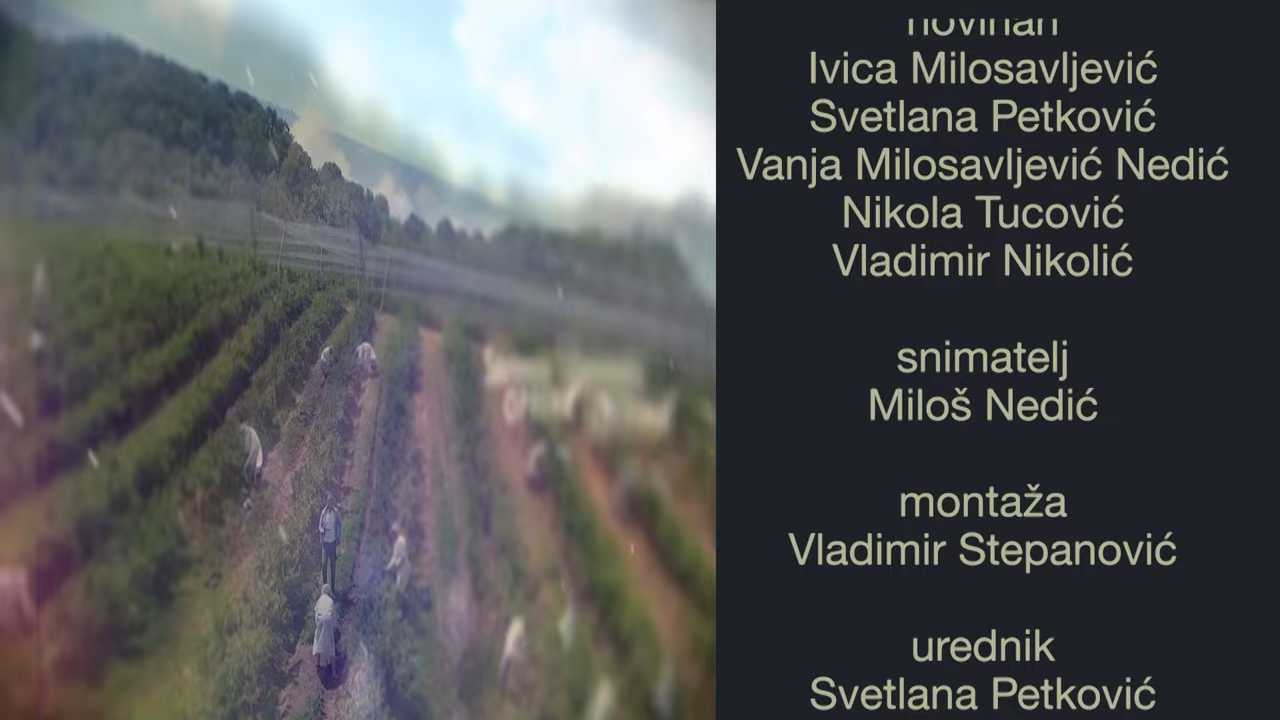 novinari
Ivica Milosavljević
Svetlana Petković
Vanja Milosavljević Nedić
Nikola Tucović
Vladimir Nikolić
snimatelj
Miloš Nedić
montaža
Vladimir Stepanović
urednik
Svetlana Petković